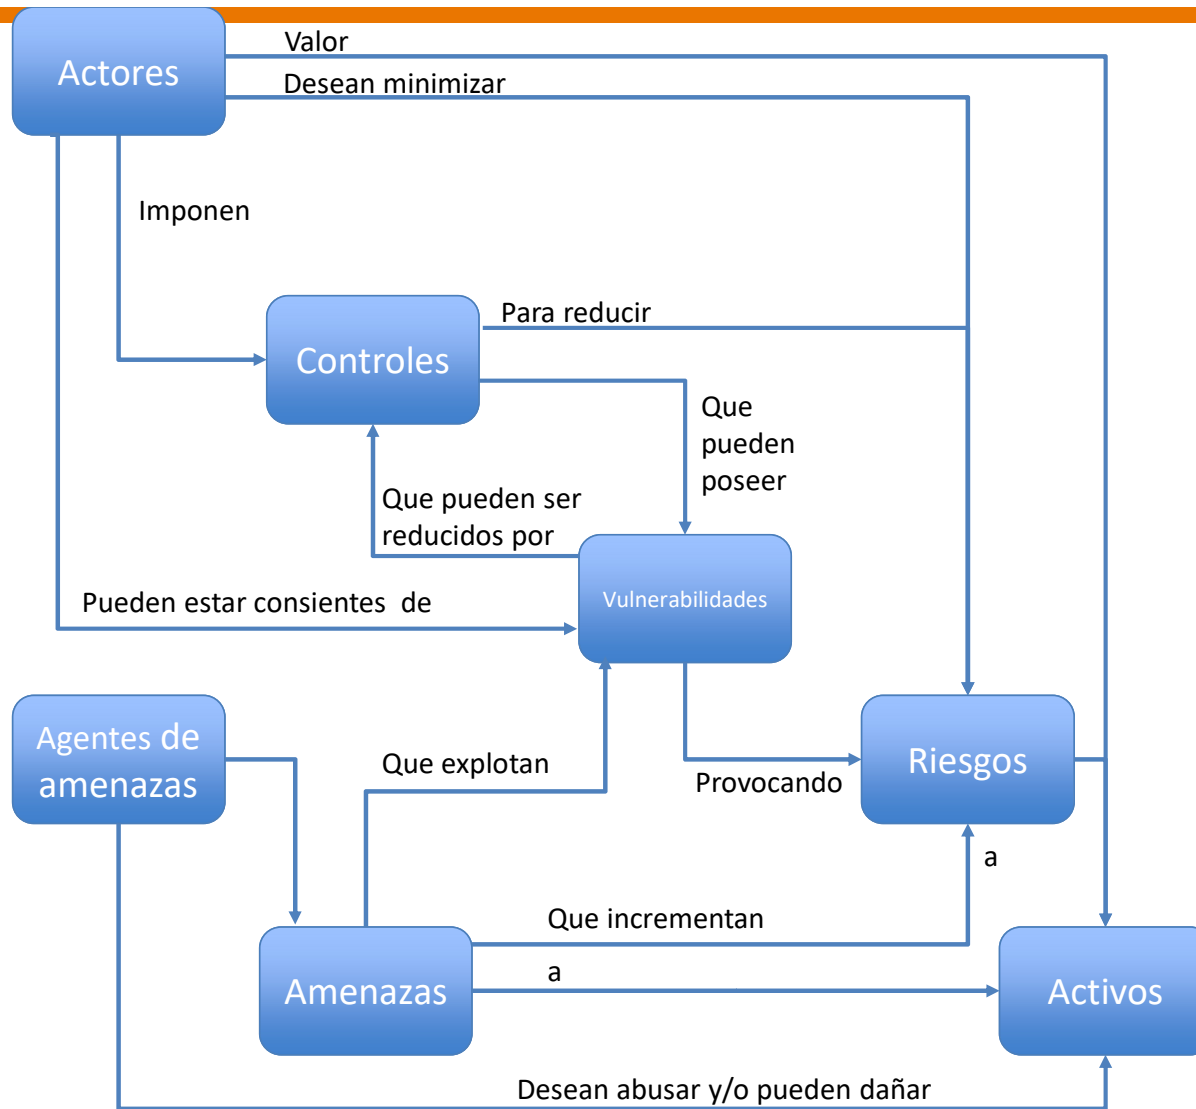 Valor
Actores
Desean minimizar
Imponen
Para reducir
Controles
Que
pueden
poseer
Que pueden ser
reducidos por
Vulnerabilidades
Pueden estar consientes  de
Agentes de
amenazas
Que explotan
Riesgos
Provocando
a
Que incrementan
a
Amenazas
Activos
Desean abusar y/o pueden dañar